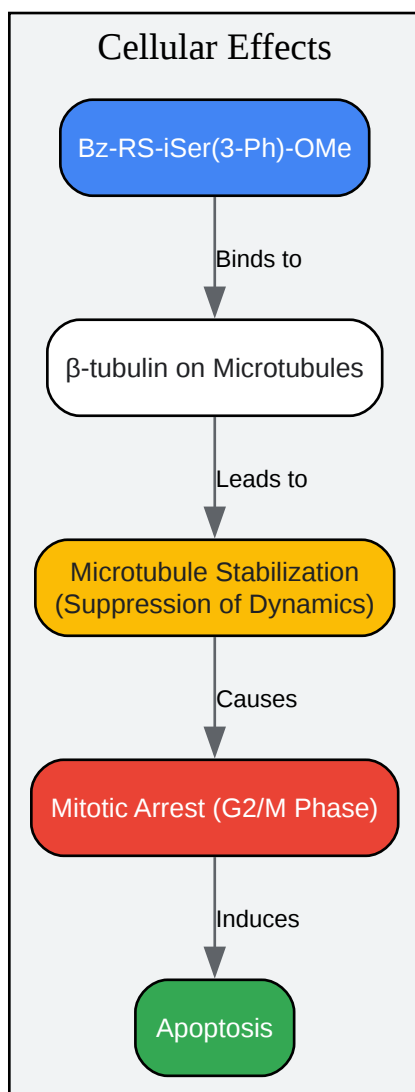 Cellular Effects
Bz-RS-iSer(3-Ph)-OMe
Binds to
β-tubulin on Microtubules
Leads to
Microtubule Stabilization
(Suppression of Dynamics)
Causes
Mitotic Arrest (G2/M Phase)
Induces
Apoptosis